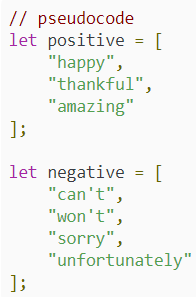 // pseudocode
let positive = [
    "happy",
    "thankful",
    "amazing"
];

let negative = [
    "can't",
    "won't",
    "sorry",
    "unfortunately"
];